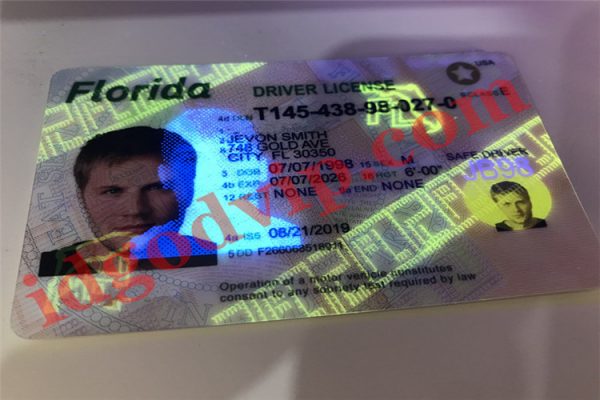 Florida DRIVER LICENSE USA
4d DLN T145-438-98-027-0 CLASS E
JEVON SMITH
748 GOLD AVE
CITY, FL 30350
DOB 07/07/1998 15 SEX M SAFE DRIVER
4b EXP 07/07/2026 16 HGT 6'-00"
12 REST NONE 9a END NONE
4a ISS 08/21/2019
5 DD
Operation of a motor vehicle constitutes
consent to any sobriety test required by law
idgodvip.com